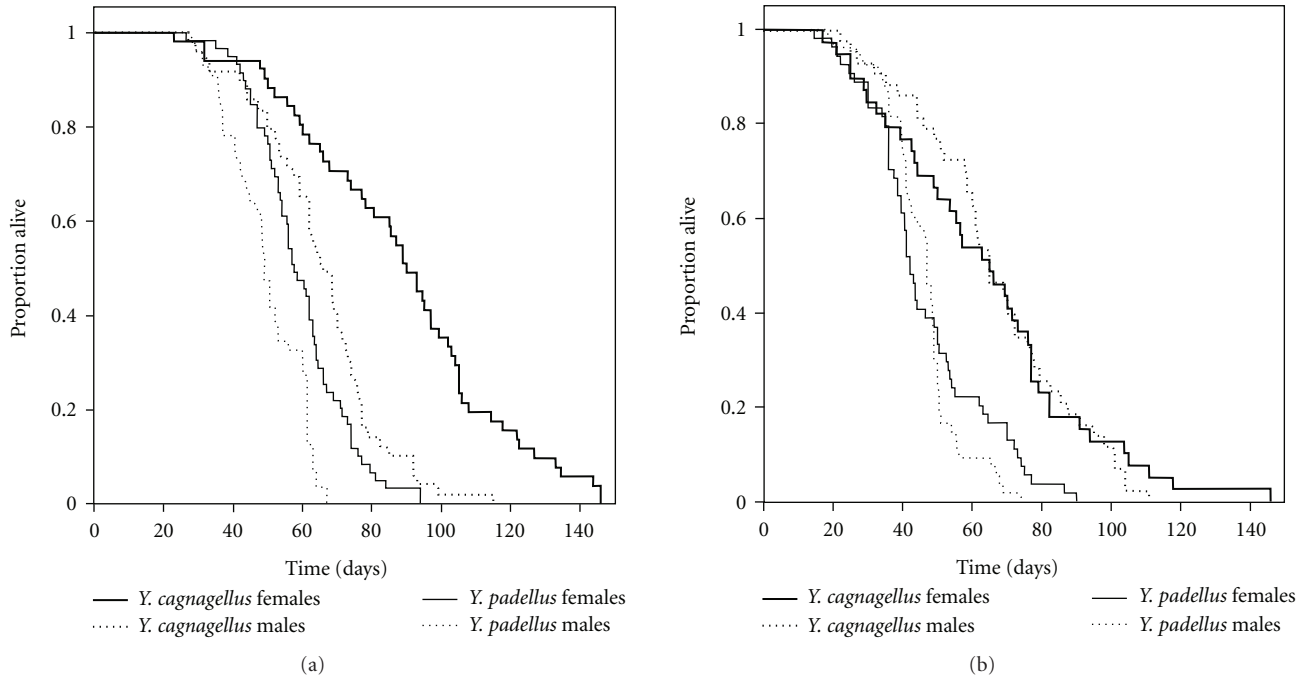 1
0.8
0.6
0.4
0.2
0
Proportion alive
0 20 40 60 80 100 120 140
Time (days)
Y. cagnagellus females
Y. cagnagellus males
Y. padellus females
Y. padellus males
(a)
1
0.8
0.6
0.4
0.2
0
Proportion alive
0 20 40 60 80 100 120 140
Time (days)
Y. cagnagellus females
Y. cagnagellus males
Y. padellus females
Y. padellus males
(b)